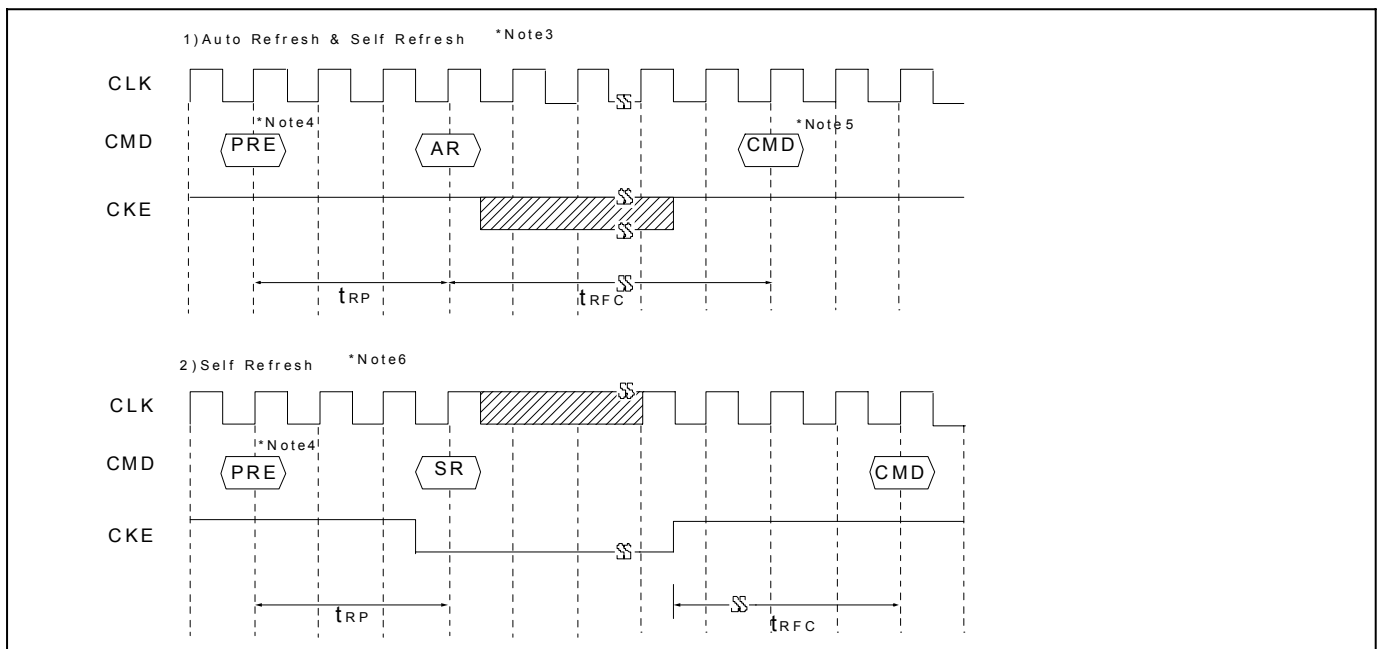 1)Auto Refresh & Self Refresh *Note3
CLK
*Note4 *Note5
CMD PRE AR CMD
CKE
tRP tRFC
2)Self Refresh *Note6
CLK
*Note4
CMD PRE SR CMD
CKE
tRP tRFC